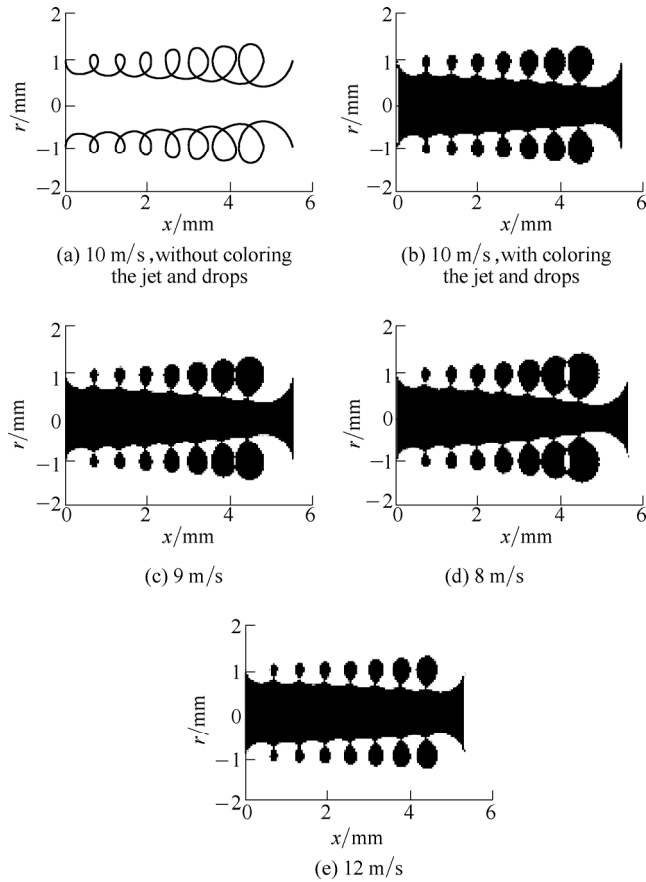 2
1
0
−1
−2
r/mm
0 2 4 6
x/mm
(a) 10 m/s ,without coloring
the jet and drops
2
1
0
−1
−2
r/mm
0 2 4 6
x/mm
(b) 10 m/s ,with coloring
the jet and drops
2
1
0
−1
−2
r/mm
0 2 4 6
x/mm
(c) 9 m/s
2
1
0
−1
−2
r/mm
0 2 4 6
x/mm
(d) 8 m/s
2
1
0
−1
−2
r/mm
0 2 4 6
x/mm
(e) 12 m/s